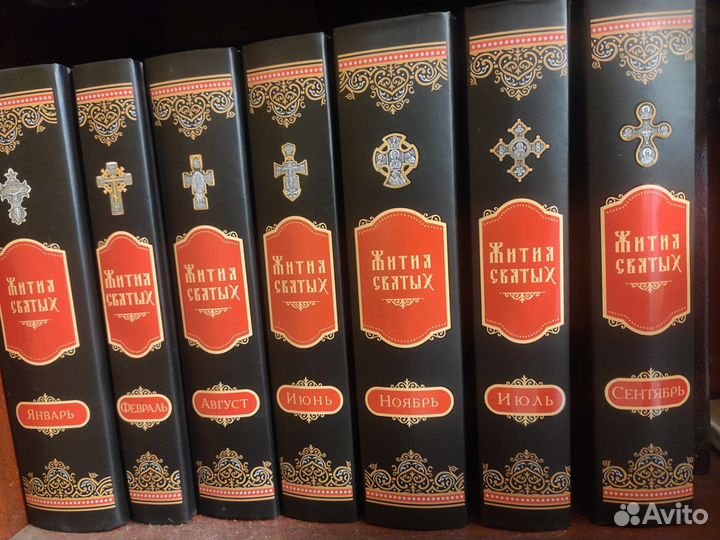 Жития
святых
Январь
Жития
святых
Февраль
Жития
святых
Август
Жития
святых
Июнь
Жития
святых
Ноябрь
Жития
святых
Июль
Жития
святых
Сентябрь
Avito